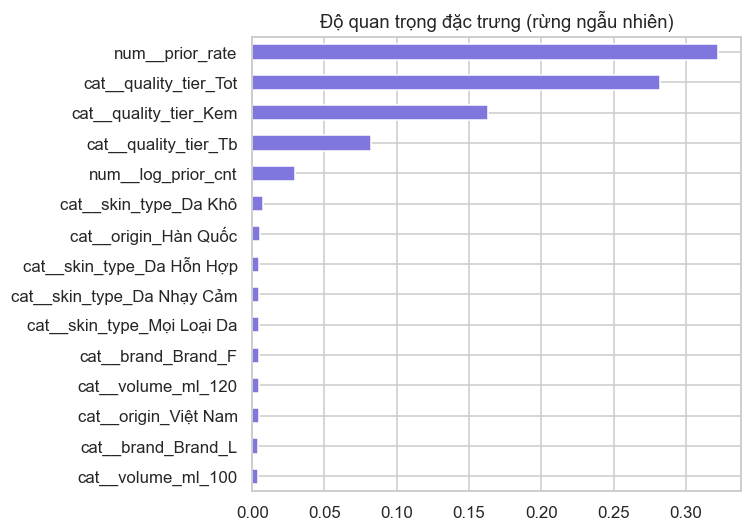 Độ quan trọng đặc trưng (rừng ngẫu nhiên)
num__prior_rate
cat__quality_tier_Tot
cat__quality_tier_Kem
cat__quality_tier_Tb
num__log_prior_cnt
cat__skin_type_Da Khô
cat__origin_Hàn Quốc
cat__skin_type_Da Hỗn Hợp
cat__skin_type_Da Nhạy Cảm
cat__skin_type_Mọi Loại Da
cat__brand_Brand_F
cat__volume_ml_120
cat__origin_Việt Nam
cat__brand_Brand_L
cat__volume_ml_100
0.00 0.05 0.10 0.15 0.20 0.25 0.30